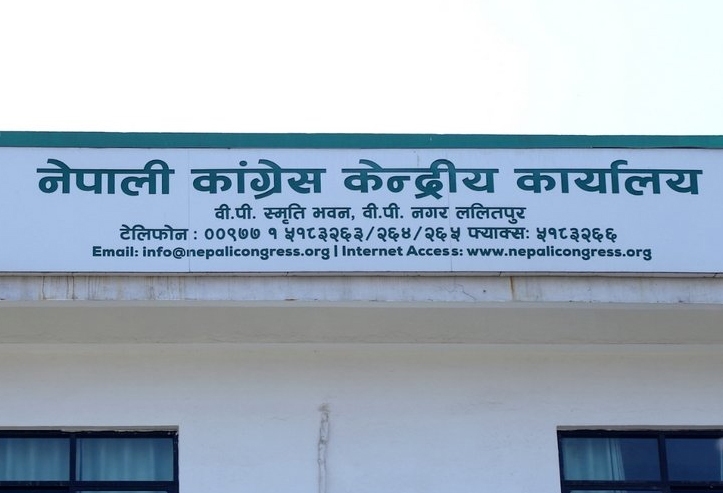 नेपाली कांग्रेस केन्द्रीय कार्यालय
वी.पी. स्मृति भवन, वी.पी. नगर ललितपुर
टेलिफोन : ००९७७ १ ५१८३२६३/२६४/२६५ फ्याक्स: ५१८३२६६
Email: info@nepalicongress.org | Internet Access: www.nepalicongress.org